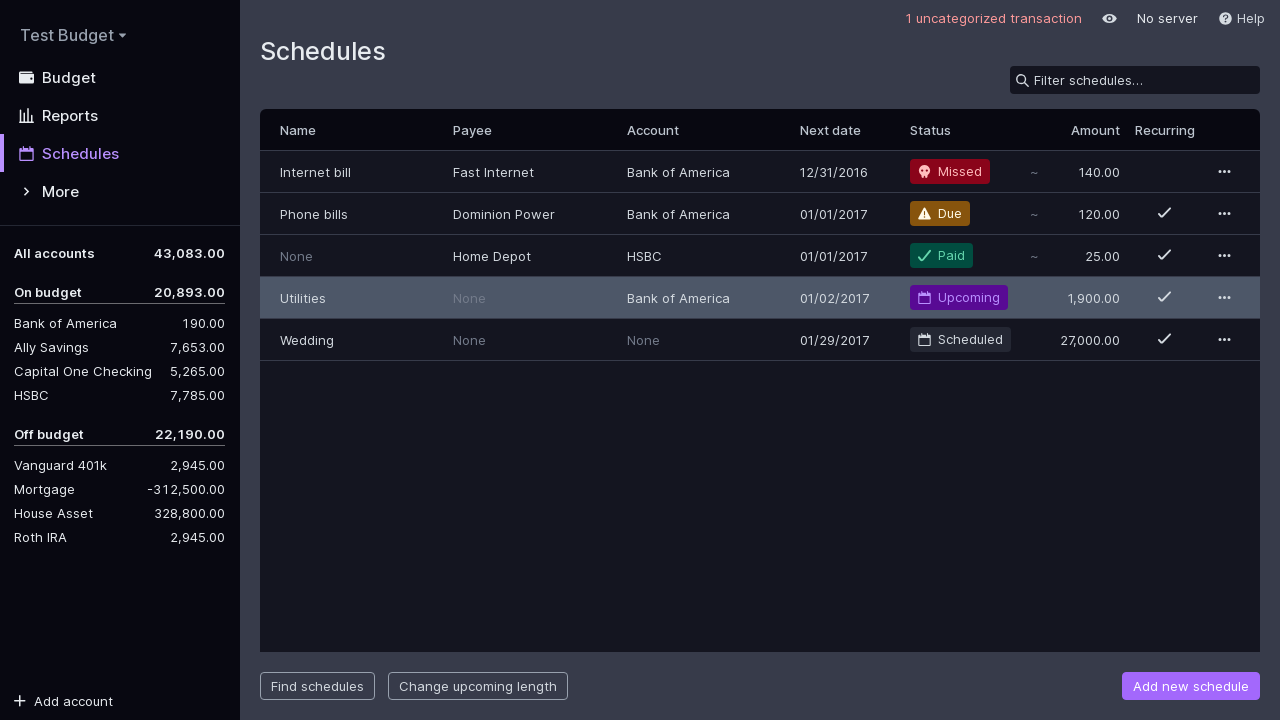 1 uncategorized transaction No server Help
Test Budget
Schedules
Budget
Reports
Schedules
More
Filter schedules…
Name Payee Account Next date Status Amount Recurring
Internet bill Fast Internet Bank of America 12/31/2016 Missed ~ 140.00
Phone bills Dominion Power Bank of America 01/01/2017 Due ~ 120.00
None Home Depot HSBC 01/01/2017 Paid ~ 25.00
Utilities None Bank of America 01/02/2017 Upcoming 1,900.00
Wedding None None 01/29/2017 Scheduled 27,000.00
All accounts 43,083.00
On budget 20,893.00
Bank of America 190.00
Ally Savings 7,653.00
Capital One Checking 5,265.00
HSBC 7,785.00
Off budget 22,190.00
Vanguard 401k 2,945.00
Mortgage -312,500.00
House Asset 328,800.00
Roth IRA 2,945.00
Add account
Find schedules Change upcoming length Add new schedule